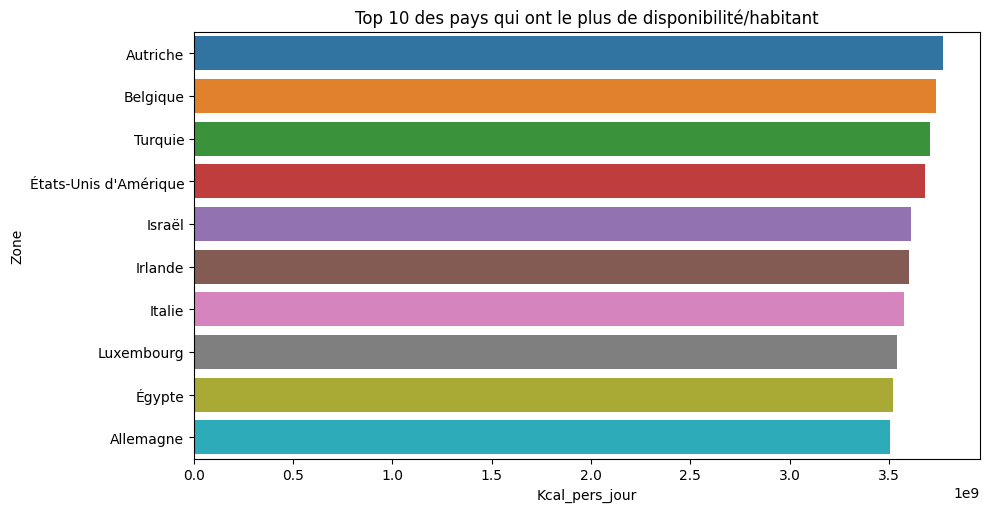 Top 10 des pays qui ont le plus de disponibilité/habitant
Zone
Autriche
Belgique
Turquie
États-Unis d'Amérique
Israël
Irlande
Italie
Luxembourg
Égypte
Allemagne
0.0 0.5 1.0 1.5 2.0 2.5 3.0 3.5
1e9
Kcal_pers_jour